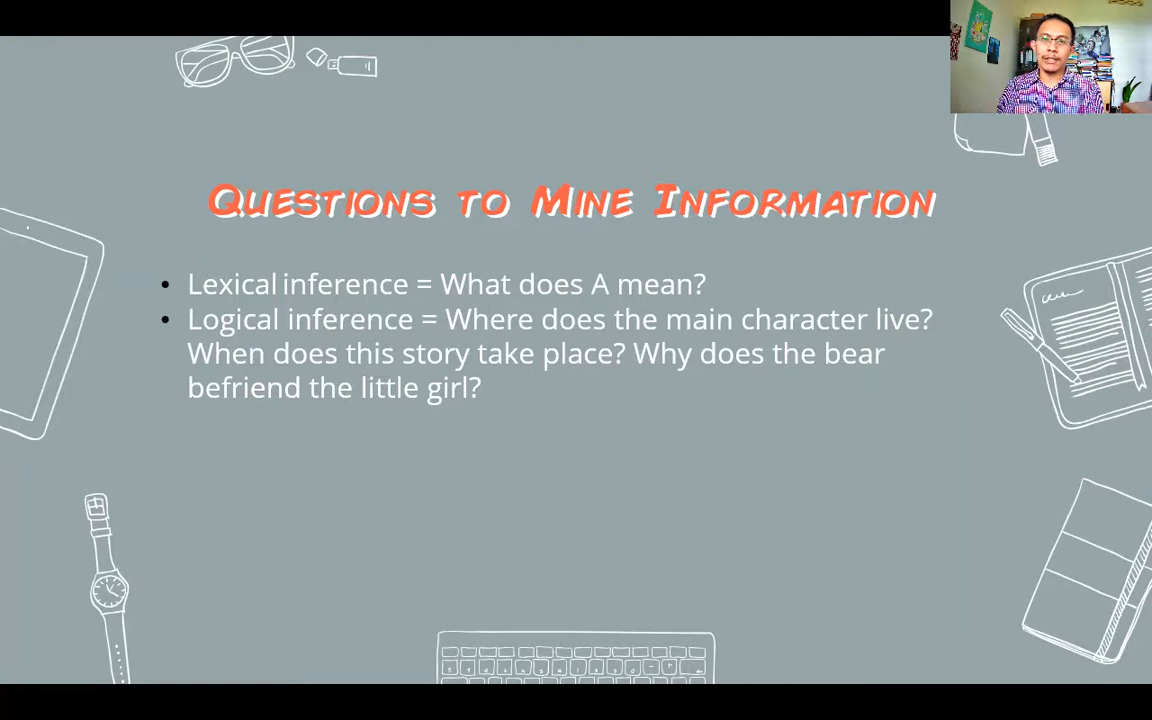 Questions to Mine Information
• Lexical inference = What does A mean?
• Logical inference = Where does the main character live?
When does this story take place? Why does the bear
befriend the little girl?